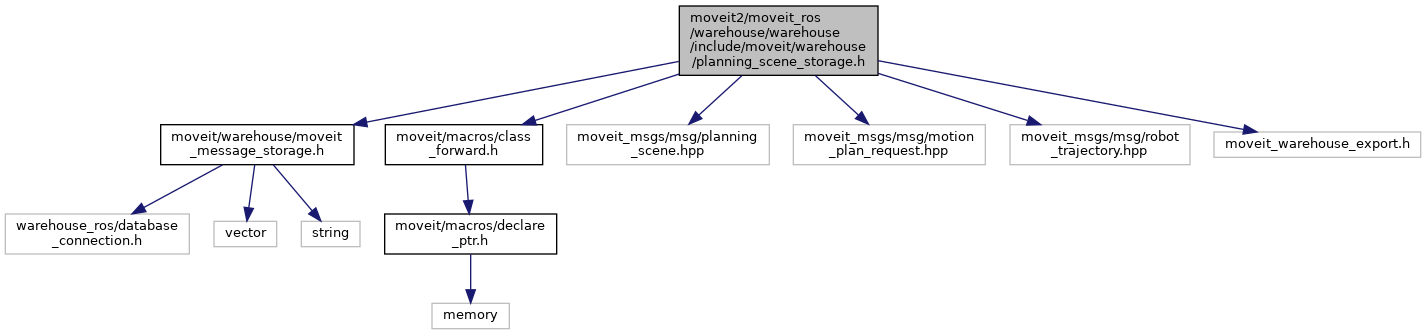 moveit2/moveit_ros
/warehouse/warehouse
/include/moveit/warehouse
/planning_scene_storage.h
moveit/warehouse/moveit
_message_storage.h
moveit/macros/class
_forward.h
moveit_msgs/msg/planning
_scene.hpp
moveit_msgs/msg/motion
_plan_request.hpp
moveit_msgs/msg/robot
_trajectory.hpp
moveit_warehouse_export.h
warehouse_ros/database
_connection.h
vector
string
moveit/macros/declare
_ptr.h
memory